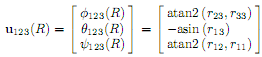 u₁₂₃(R) = [ ϕ₁₂₃(R) θ₁₂₃(R) ψ₁₂₃(R) ] = [ atan2 (r₂₃, r₃₃) −asin (r₁₃) atan2 (r₁₂, r₁₁) ]